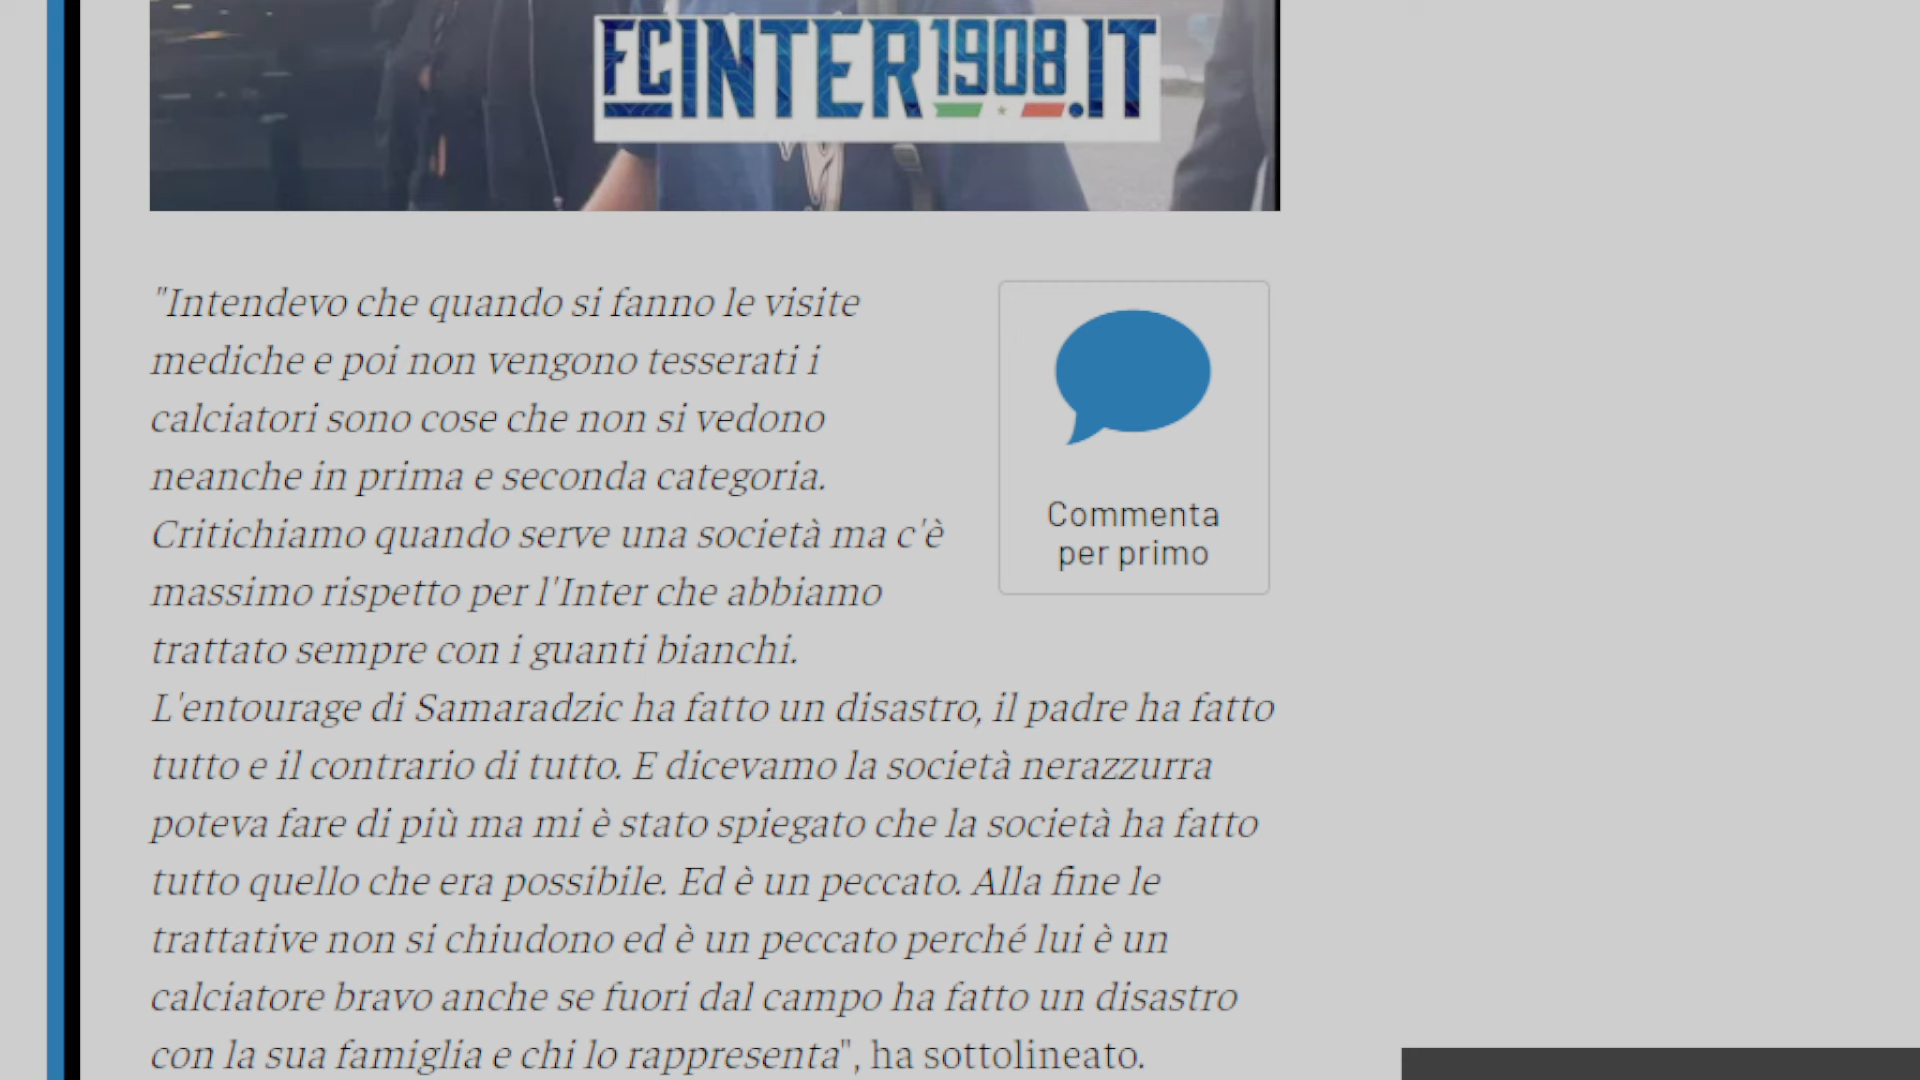 FCINTER1908.IT
"Intendevo che quando si fanno le visite
mediche e poi non vengono tesserati i
calciatori sono cose che non si vedono
neanche in prima e seconda categoria.
Critichiamo quando serve una società ma c'è
massimo rispetto per l'Inter che abbiamo
trattato sempre con i guanti bianchi.
L'entourage di Samaradzic ha fatto un disastro, il padre ha fatto
tutto e il contrario di tutto. E dicevamo la società nerazzurra
poteva fare di più ma mi è stato spiegato che la società ha fatto
tutto quello che era possibile. Ed è un peccato. Alla fine le
trattative non si chiudono ed è un peccato perché lui è un
calciatore bravo anche se fuori dal campo ha fatto un disastro
con la sua famiglia e chi lo rappresenta", ha sottolineato.
Commenta
per primo